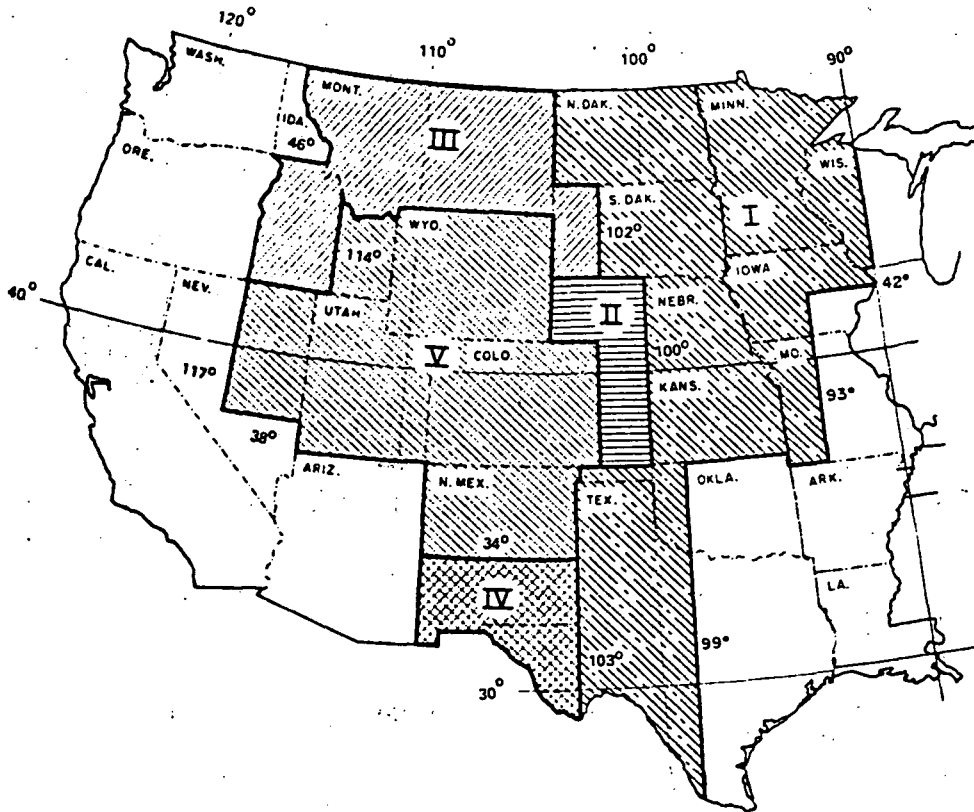 120°
110°
100°
90°
WASH.
MONT.
N.DAK.
MINN.
IDA.
46°
III
ORE.
WIS.
S. DAK.
I
WYO.
102°
114°
CAL.
NEV.
IOWA
42°
40°
UTAH
II
NEBR.
V
COLO.
100°
MO.
117°
KANS.
93°
38°
ARIZ.
N. MEX.
TEX.
OKLA.
ARK.
34°
LA.
IV
103°
99°
30°